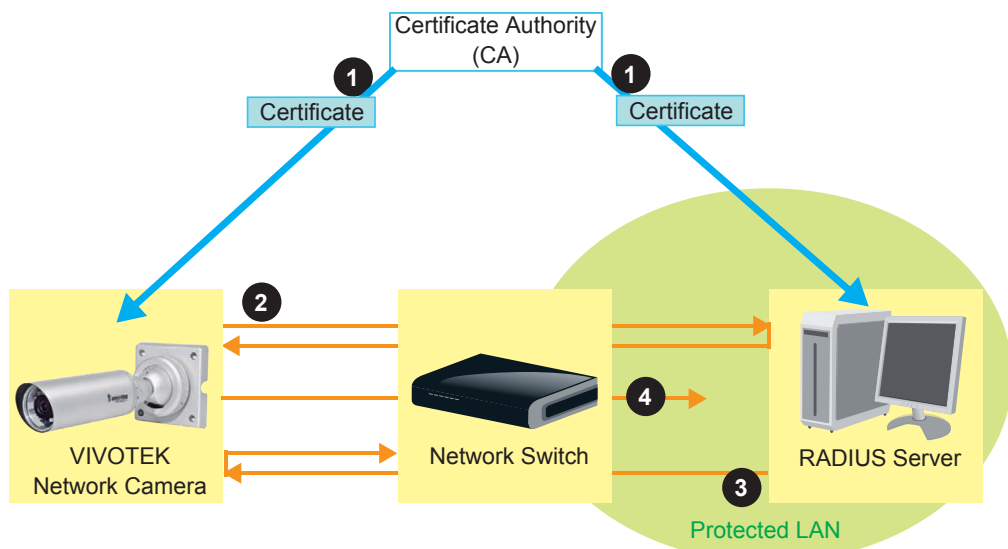 Certificate Authority
(CA)
1
1
Certificate
Certificate
2
4
VIVOTEK
Network Camera
Network Switch
RADIUS Server
3
Protected LAN